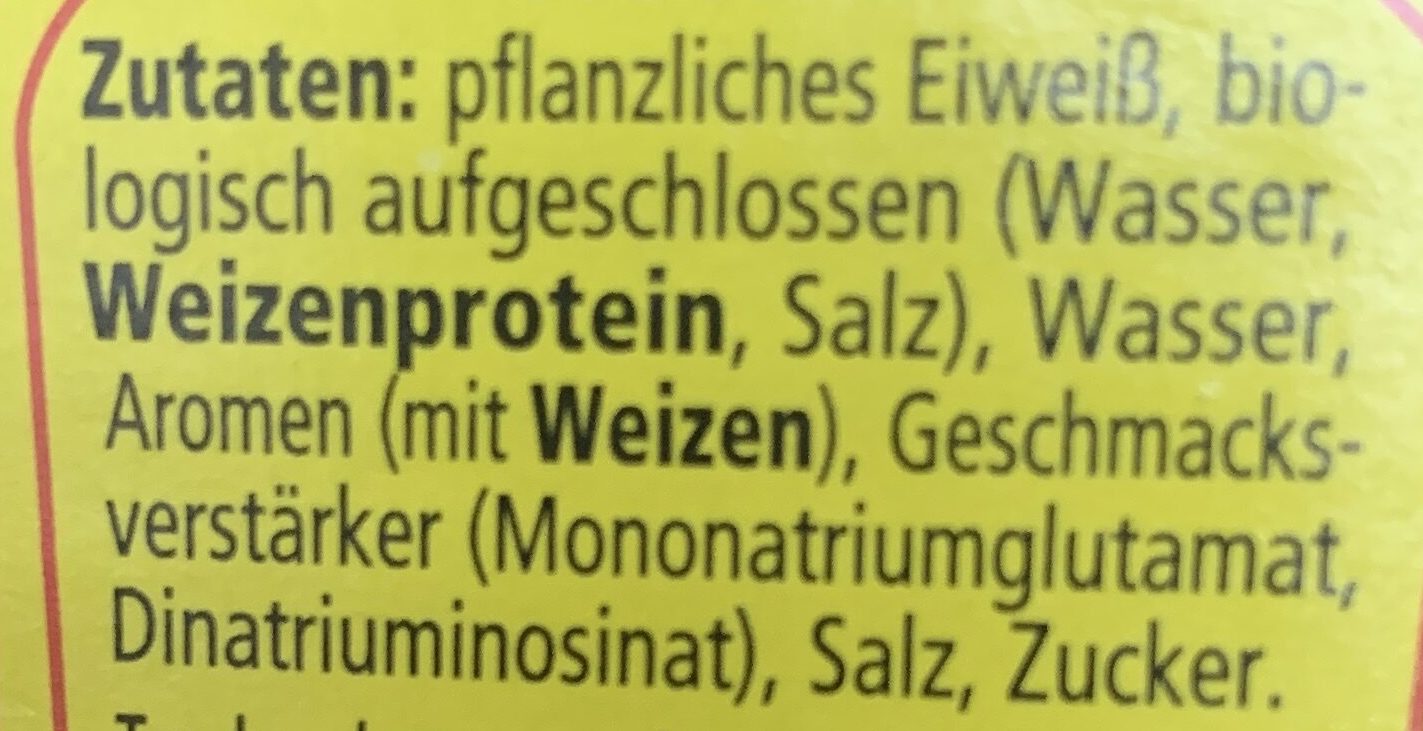 Zutaten: pflanzliches Eiweiß, bio-
logisch aufgeschlossen (Wasser,
Weizenprotein, Salz), Wasser,
Aromen (mit Weizen), Geschmacks-
verstärker (Mononatriumglutamat,
Dinatriuminosinat), Salz, Zucker.